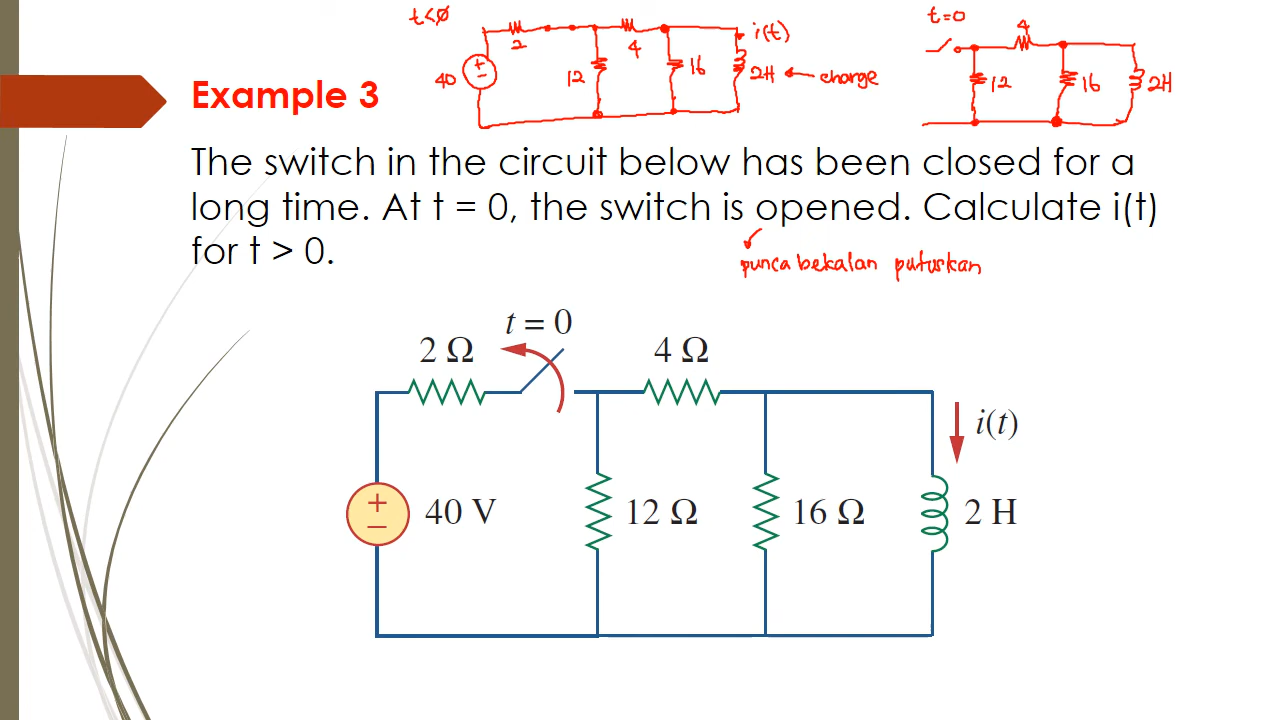 t<0
2
4
i(t)
40
+
−
12
16
2H ← charge
t=0
4
12
16
2H
Example 3
The switch in the circuit below has been closed for a
long time. At t = 0, the switch is opened. Calculate i(t)
for t > 0.
punca bekalan putuskan
t = 0
2 Ω
4 Ω
i(t)
+
−
40 V
12 Ω
16 Ω
2 H